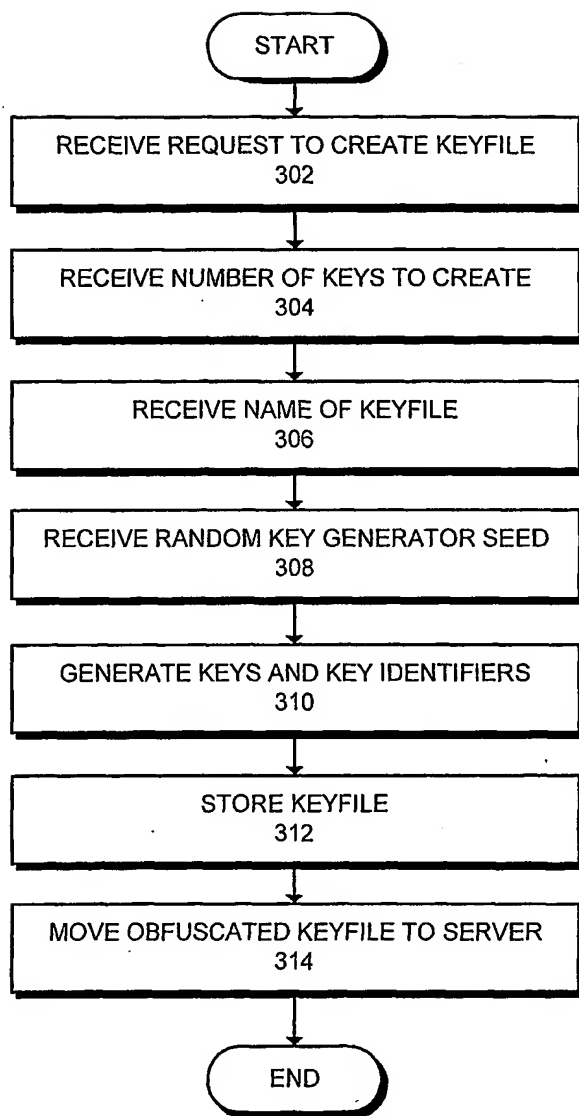 START
RECEIVE REQUEST TO CREATE KEYFILE
302
RECEIVE NUMBER OF KEYS TO CREATE
304
RECEIVE NAME OF KEYFILE
306
RECEIVE RANDOM KEY GENERATOR SEED
308
GENERATE KEYS AND KEY IDENTIFIERS
310
STORE KEYFILE
312
MOVE OBFUSCATED KEYFILE TO SERVER
314
END